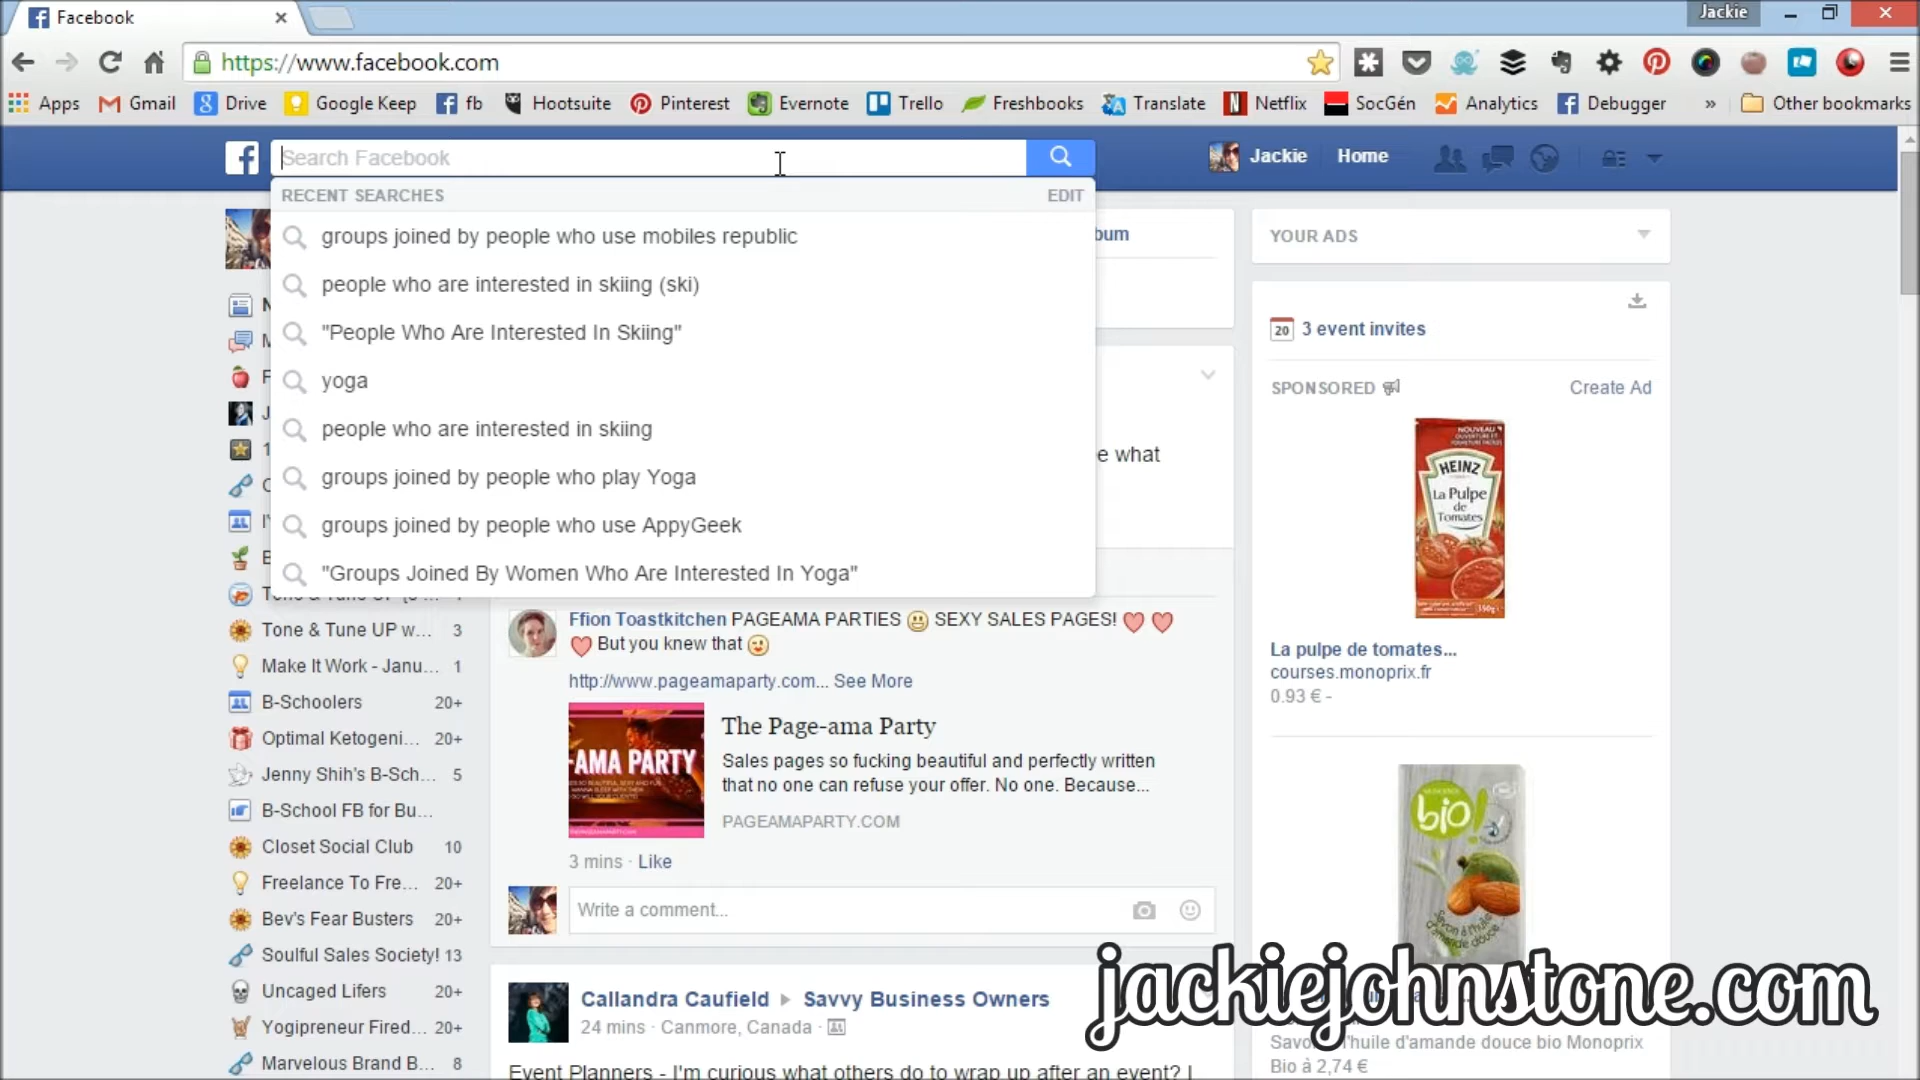 Facebook
Jackie
https://www.facebook.com
Apps Gmail Drive Google Keep fb Hootsuite Pinterest Evernote Trello Freshbooks Translate Netflix SocGén Analytics Debugger » Other bookmarks
Search Facebook
Jackie Home
RECENT SEARCHES EDIT
groups joined by people who use mobiles republic
people who are interested in skiing (ski)
"People Who Are Interested In Skiing"
yoga
people who are interested in skiing
groups joined by people who play Yoga
groups joined by people who use AppyGeek
"Groups Joined By Women Who Are Interested In Yoga"
Tone & Tune UP w... 3
Make It Work - Janu... 1
B-Schoolers 20+
Optimal Ketogeni... 20+
Jenny Shih's B-Sch... 5
B-School FB for Bu...
Closet Social Club 10
Freelance To Fre... 20+
Bev's Fear Busters 20+
Soulful Sales Society! 13
Uncaged Lifers 20+
Yogipreneur Fired... 20+
Marvelous Brand B... 8
bum
e what
Ffion Toastkitchen PAGEAMA PARTIES SEXY SALES PAGES!
But you knew that
http://www.pageamaparty.com... See More
-AMA PARTY
The Page-ama Party
Sales pages so fucking beautiful and perfectly written
that no one can refuse your offer. No one. Because...
PAGEAMAPARTY.COM
3 mins · Like
Write a comment...
Callandra Caufield Savvy Business Owners
24 mins · Canmore, Canada ·
Event Planners - I'm curious what others do to wrap up after an event? I
YOUR ADS
20 3 event invites
SPONSORED Create Ad
NOUVEAU
HEINZ
La Pulpe
de
Tomates
350g
La pulpe de tomates...
courses.monoprix.fr
0.93 € -
bio!
jackiejohnstone.com
l'huile d'amande douce bio Monoprix
Bio à 2,74 €